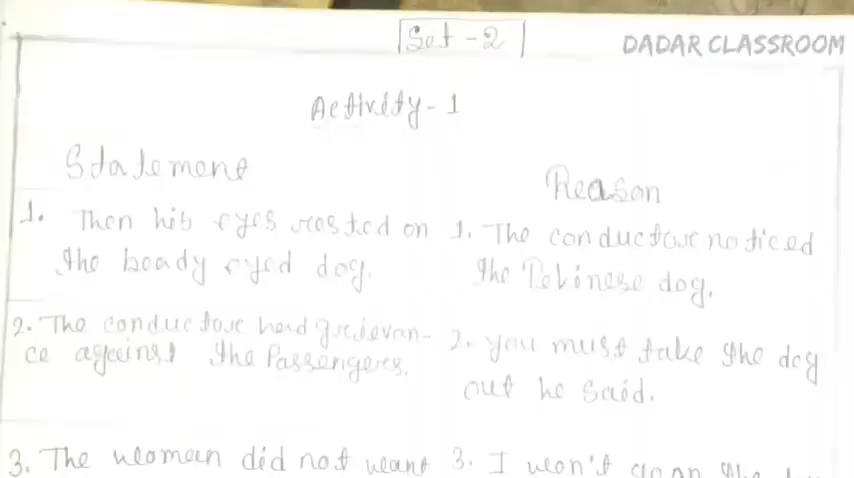 Set-2
DADAR CLASSROOM
Activity-1
Statement
Reason
1. Then his eyes rested on
the beady eyed dog.
1. The conductor noticed
the Pekinese dog.
2. The conductor had grievan-
ce against the Passengers.
2. you must take the dog
out he said.
3. The woman did not want
3. I won't